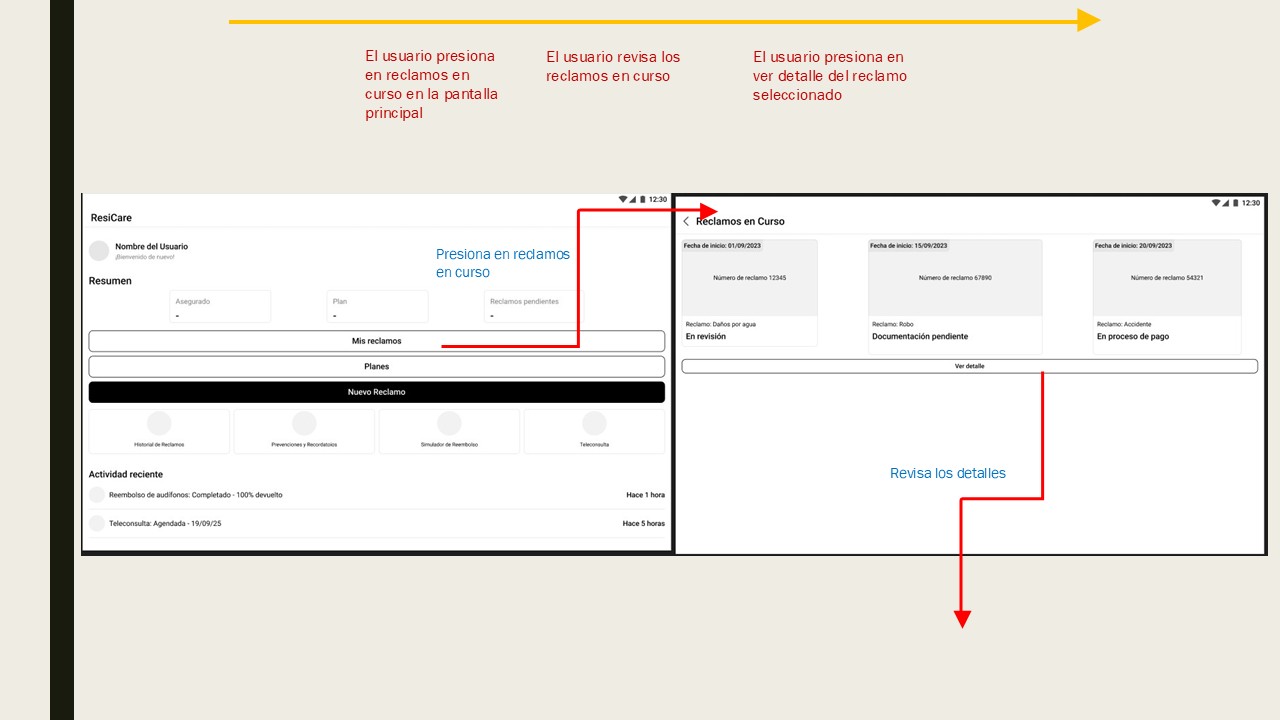 El usuario presiona
en reclamos en
curso en la pantalla
principal
El usuario revisa los
reclamos en curso
El usuario presiona en
ver detalle del reclamo
seleccionado
12:30
ResiCare
Nombre del Usuario
¡Bienvenido de nuevo!
Presiona en reclamos
en curso
Resumen
Asegurado
-
Plan
-
Reclamos pendientes
-
Mis reclamos
Planes
Nuevo Reclamo
Historial de Reclamos
Prevenciones y Recordatoios
Simulador de Reembolso
Teleconsulta
Actividad reciente
Reembolso de audífonos: Completado - 100% devuelto
Hace 1 hora
Teleconsulta: Agendada - 19/09/25
Hace 5 horas
12:30
Reclamos en Curso
Fecha de inicio: 01/09/2023
Número de reclamo 12345
Reclamo: Daños por agua
En revisión
Fecha de inicio: 15/09/2023
Número de reclamo 67890
Reclamo: Robo
Documentación pendiente
Fecha de inicio: 20/09/2023
Número de reclamo 54321
Reclamo: Accidente
En proceso de pago
Ver detalle
Revisa los detalles